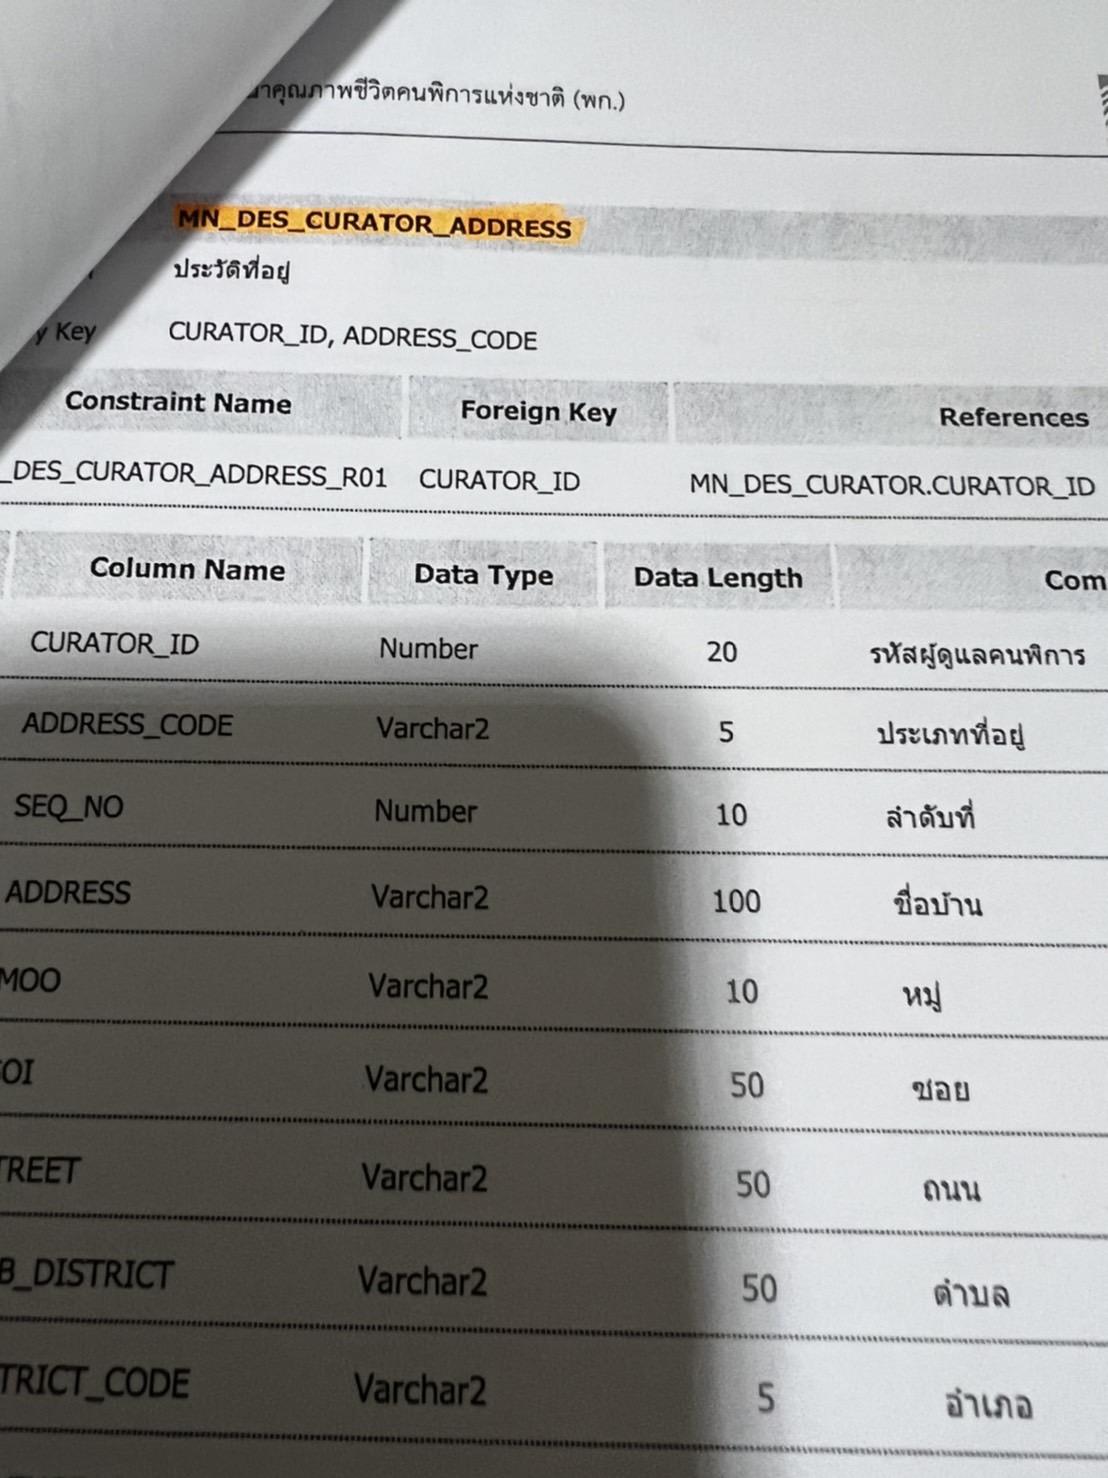 คุณภาพชีวิตคนพิการแห่งชาติ (พก.)
MN_DES_CURATOR_ADDRESS
ประวัติที่อยู่
y Key CURATOR_ID, ADDRESS_CODE
Constraint Name Foreign Key References
_DES_CURATOR_ADDRESS_R01 CURATOR_ID MN_DES_CURATOR.CURATOR_ID
Column Name Data Type Data Length Com
CURATOR_ID Number 20 รหัสผู้ดูแลคนพิการ
ADDRESS_CODE Varchar2 5 ประเภทที่อยู่
SEQ_NO Number 10 ลำดับที่
ADDRESS Varchar2 100 ชื่อบ้าน
MOO Varchar2 10 หมู่
OI Varchar2 50 ซอย
TREET Varchar2 50 ถนน
B_DISTRICT Varchar2 50 ตำบล
TRICT_CODE Varchar2 5 อำเภอ